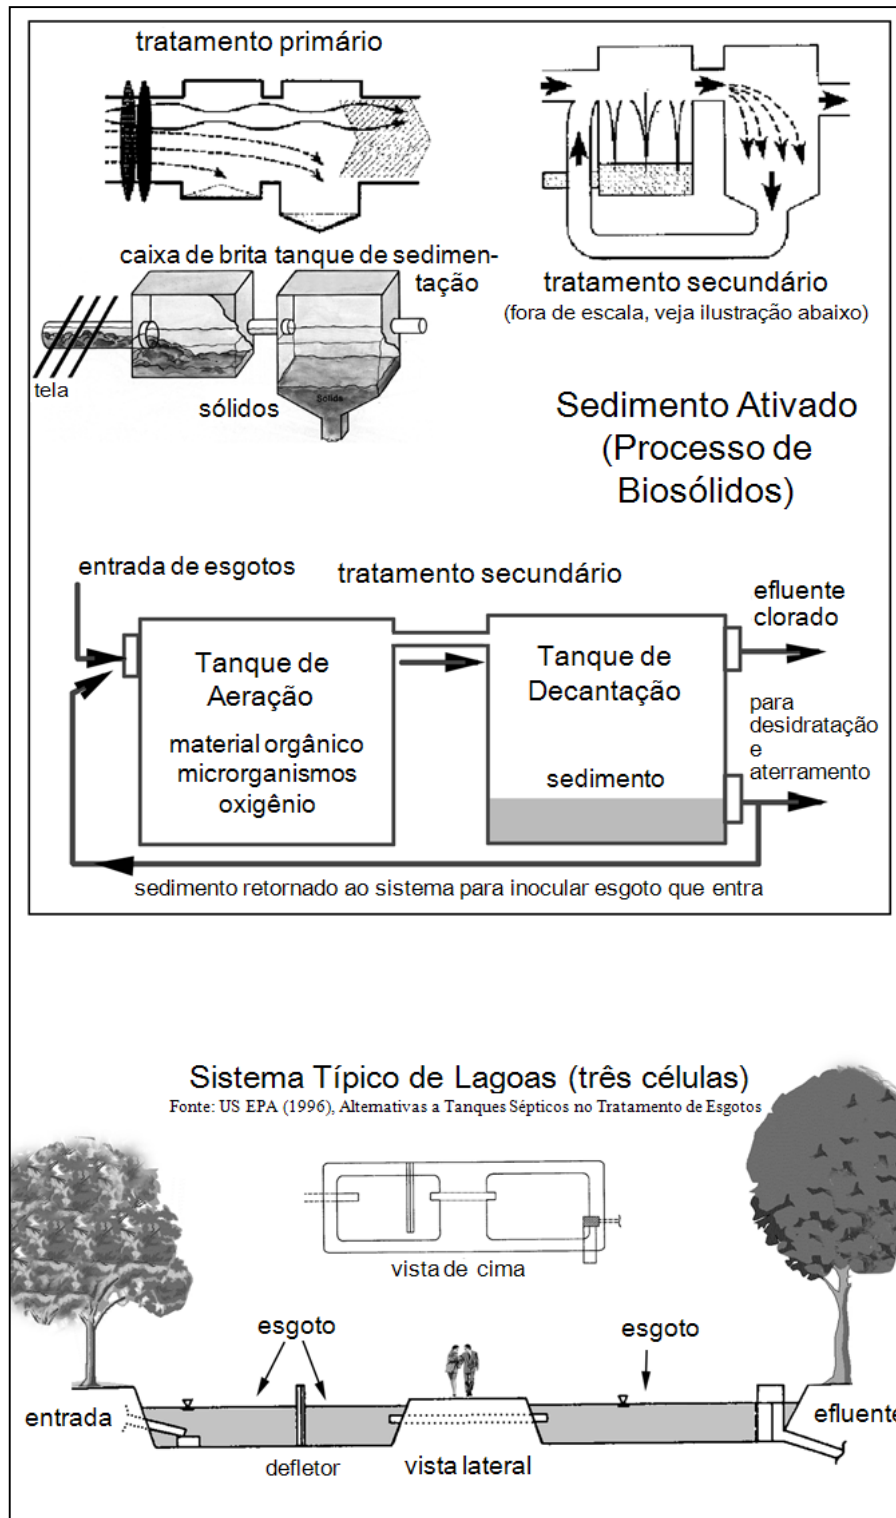 tratamento primário
caixa de brita tanque de sedimen-
tação
tela
sólidos
Sólids
tratamento secundário
(fora de escala, veja ilustração abaixo)
Sedimento Ativado
(Processo de
Biosólidos)
entrada de esgotos
tratamento secundário
efluente
clorado
Tanque de
Aeração
material orgânico
microrganismos
oxigênio
Tanque de
Decantação
sedimento
para
desidratação
e
aterramento
sedimento retornado ao sistema para inocular esgoto que entra
Sistema Típico de Lagoas (três células)
Fonte: US EPA (1996), Alternativas a Tanques Sépticos no Tratamento de Esgotos
vista de cima
esgoto
esgoto
entrada
efluente
defletor
vista lateral